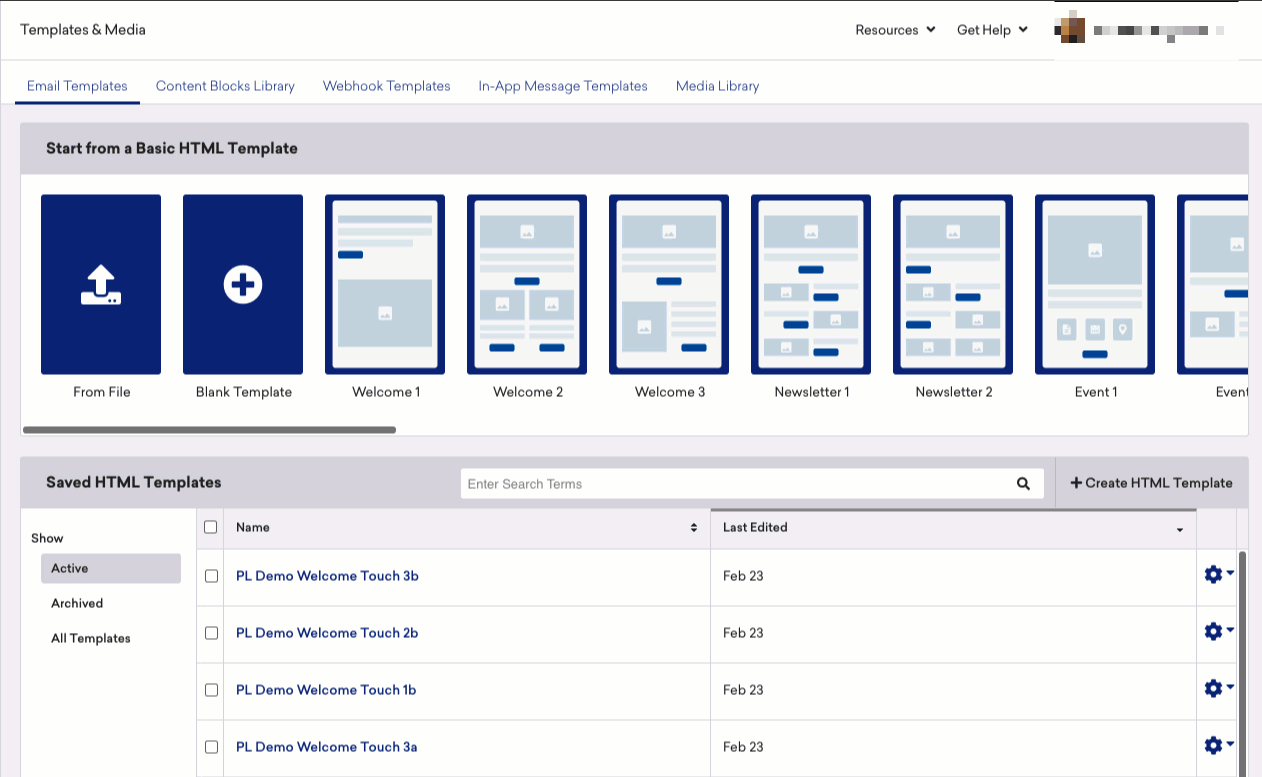 Templates & Media
Resources
Get Help
Email Templates
Content Blocks Library
Webhook Templates
In-App Message Templates
Media Library
Start from a Basic HTML Template
From File
Blank Template
Welcome 1
Welcome 2
Welcome 3
Newsletter 1
Newsletter 2
Event 1
Event
Saved HTML Templates
Enter Search Terms
+ Create HTML Template
Show
Active
Archived
All Templates
Name
Last Edited
PL Demo Welcome Touch 3b
Feb 23
PL Demo Welcome Touch 2b
Feb 23
PL Demo Welcome Touch 1b
Feb 23
PL Demo Welcome Touch 3a
Feb 23